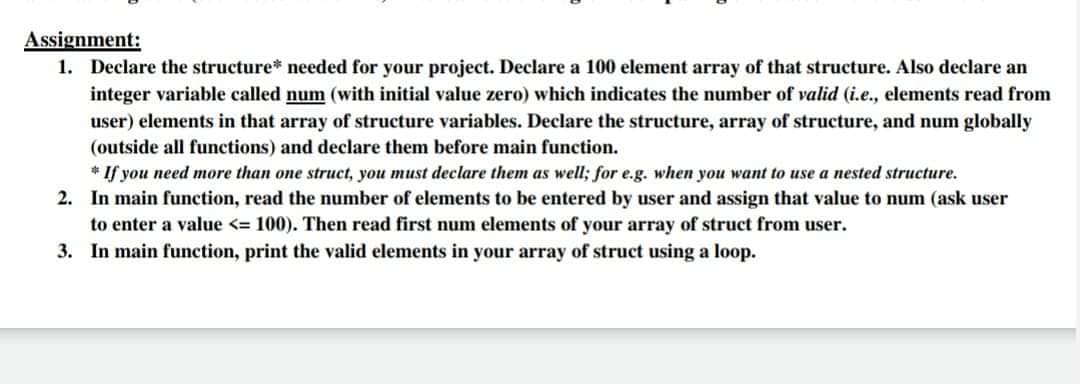 Assignment:
1. Declare the structure* needed for your project. Declare a 100 element array of that structure. Also declare an
integer variable called num (with initial value zero) which indicates the number of valid (i.e., elements read from
user) elements in that array of structure variables. Declare the structure, array of structure, and num globally
(outside all functions) and declare them before main function.
* If you need more than one struct, you must declare them as well; for e.g. when you want to use a nested structure.
2. In main function, read the number of elements to be entered by user and assign that value to num (ask user
to enter a value <= 100). Then read first num elements of your array of struct from user.
3. In main function, print the valid elements in your array of struct using a loop.